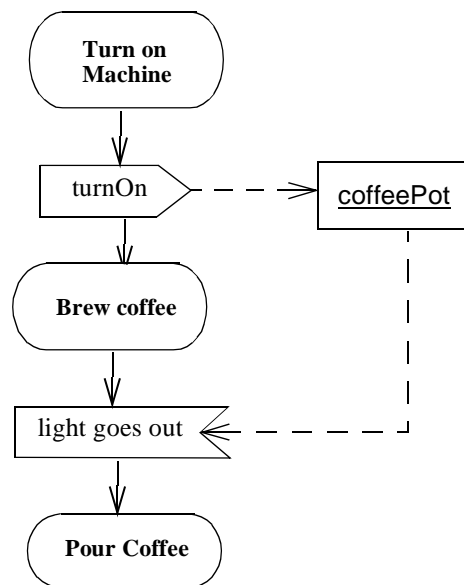 Turn on
Machine
turnOn
coffeePot
Brew coffee
light goes out
Pour Coffee